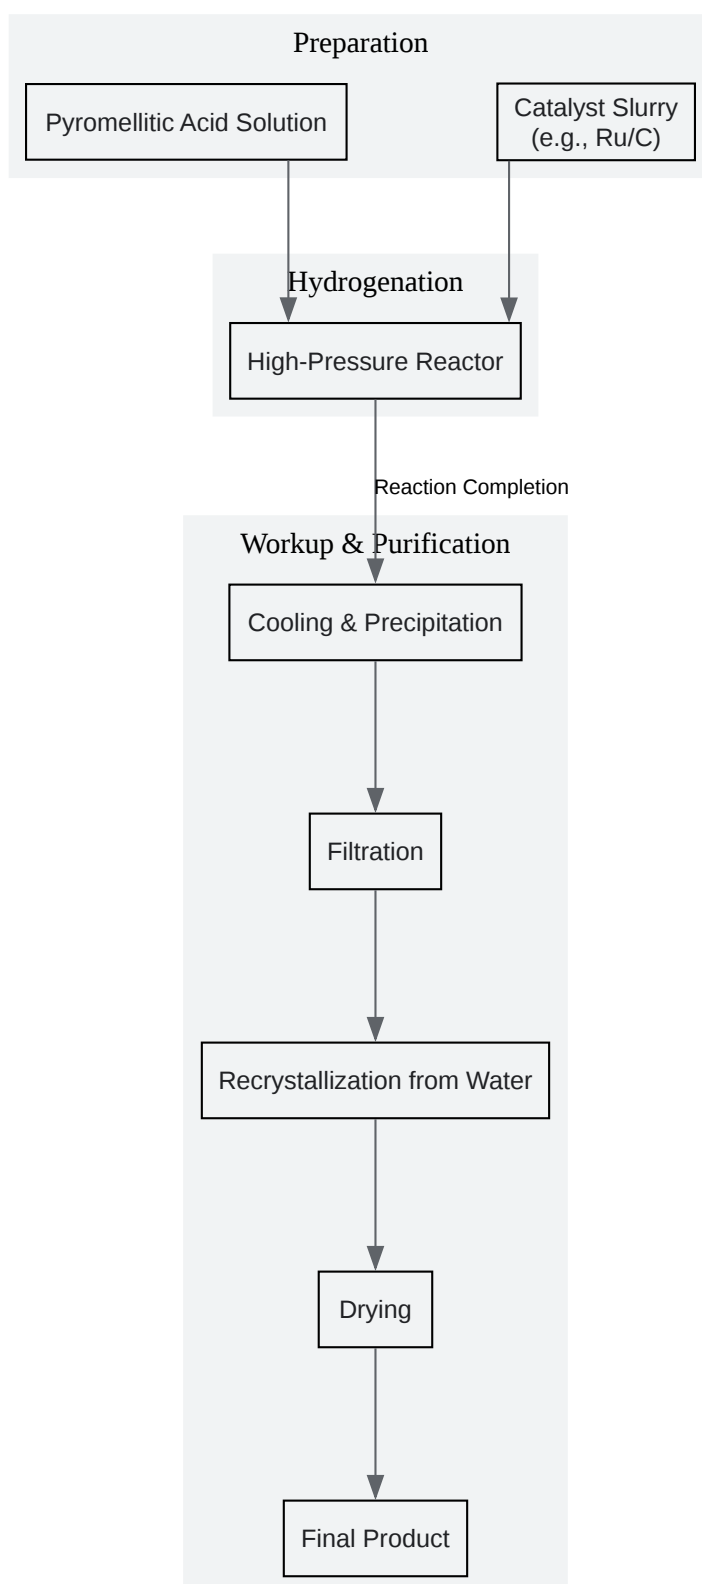 Preparation
Pyromellitic Acid Solution
Catalyst Slurry
(e.g., Ru/C)
Hydrogenation
High-Pressure Reactor
Reaction Completion
Workup & Purification
Cooling & Precipitation
Filtration
Recrystallization from Water
Drying
Final Product